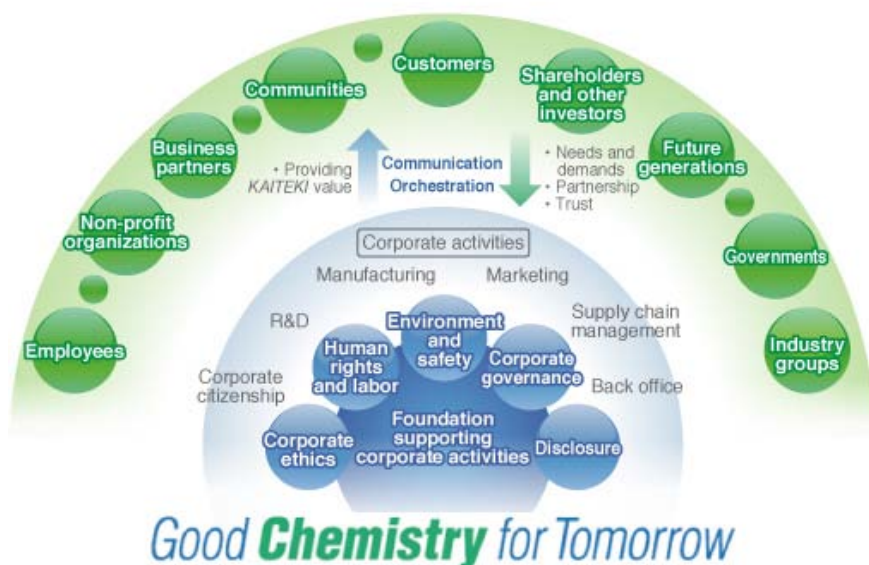 Customers
Communities
Shareholders
and other
investors
Business
partners
Future
generations
• Providing
KAITEKI value
Communication
Orchestration
• Needs and
demands
• Partnership
• Trust
Non-profit
organizations
Governments
Employees
Industry
groups
Corporate activities
Manufacturing
Marketing
R&D
Supply chain
management
Corporate
citizenship
Back office
Environment
and
safety
Human
rights
and labor
Corporate
governance
Corporate
ethics
Foundation
supporting
corporate activities
Disclosure
Good Chemistry for Tomorrow